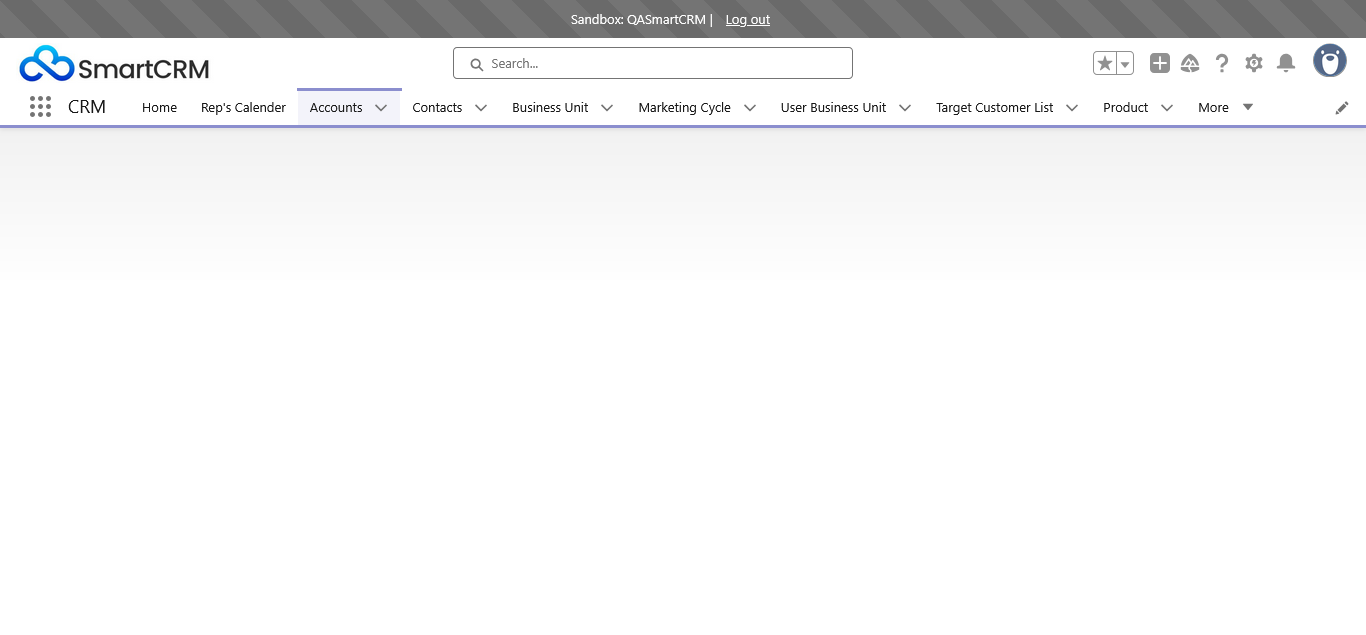 Sandbox: QASmartCRM | Log out
SmartCRM
Search...
CRM Home Rep's Calender Accounts Contacts Business Unit Marketing Cycle User Business Unit Target Customer List Product More